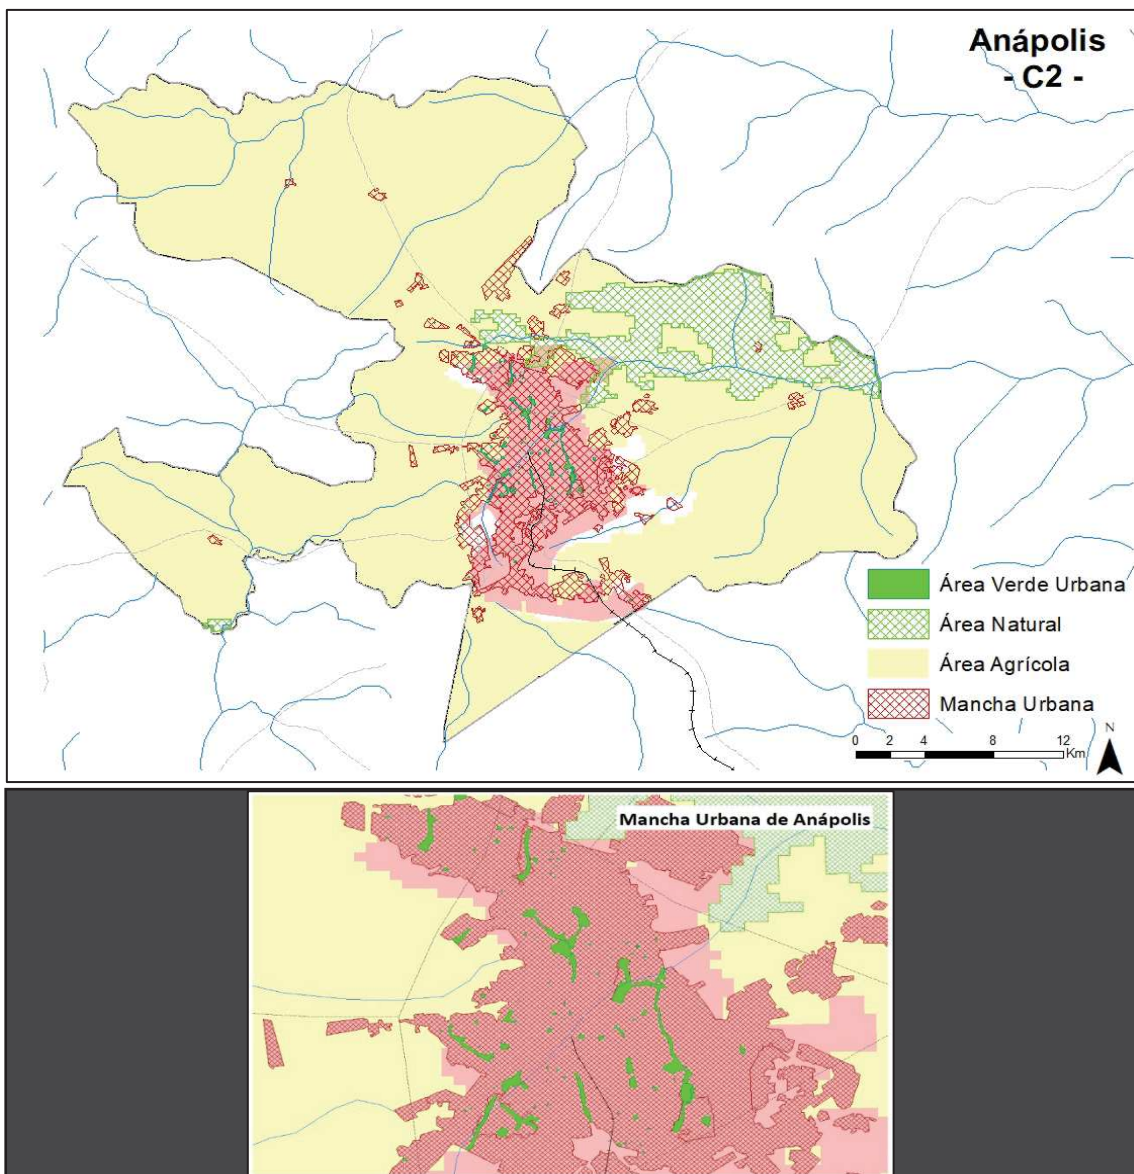 Anápolis
- C2 -
Área Verde Urbana
Área Natural
Área Agrícola
Mancha Urbana
N
0 2 4 8 12
Km
Mancha Urbana de Anápolis